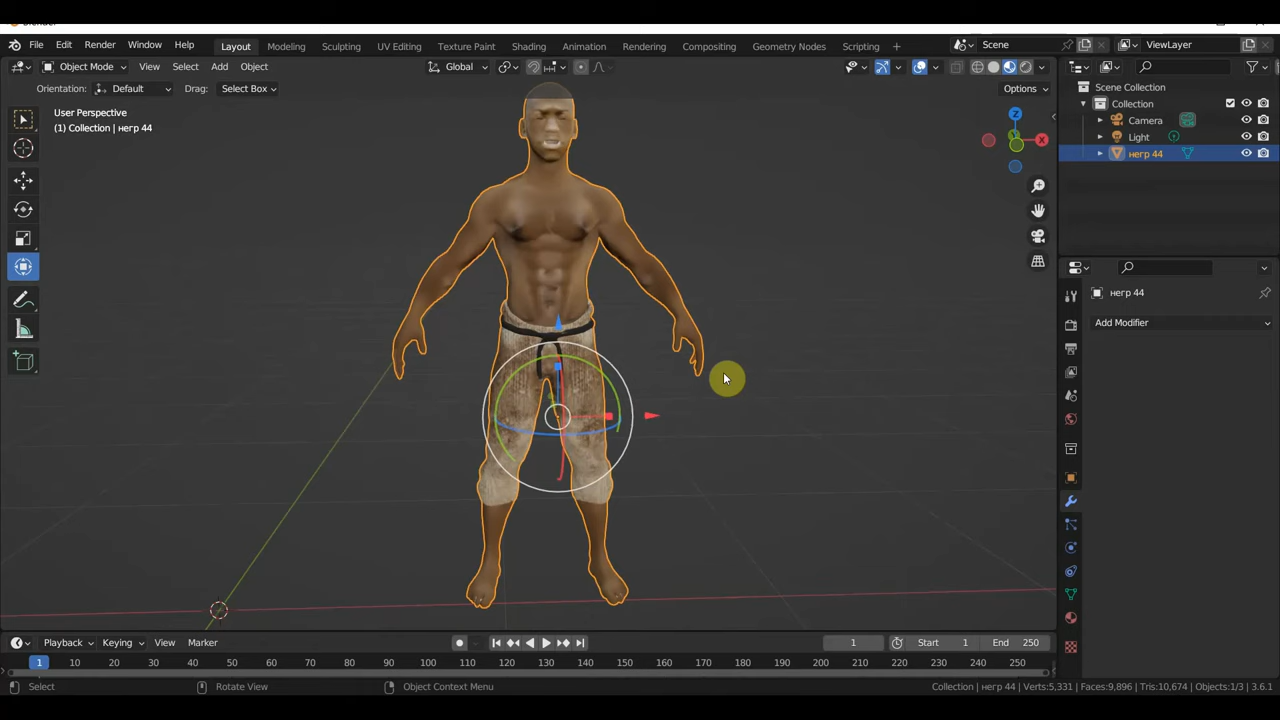 File Edit Render Window Help Layout Modeling Sculpting UV Editing Texture Paint Shading Animation Rendering Compositing Geometry Nodes Scripting + Scene ViewLayer
Object Mode View Select Add Object Global
Orientation: Default Drag: Select Box Options
User Perspective
(1) Collection | негр 44
Z
X
Scene Collection
Collection
Camera
Light
негр 44
негр 44
Add Modifier
Playback Keying View Marker 1 Start 1 End 250
1 10 20 30 40 50 60 70 80 90 100 110 120 130 140 150 160 170 180 190 200 210 220 230 240 250
Select Rotate View Object Context Menu Collection | негр 44 | Verts:5,331 | Faces:9,896 | Tris:10,674 | Objects:1/3 | 3.6.1